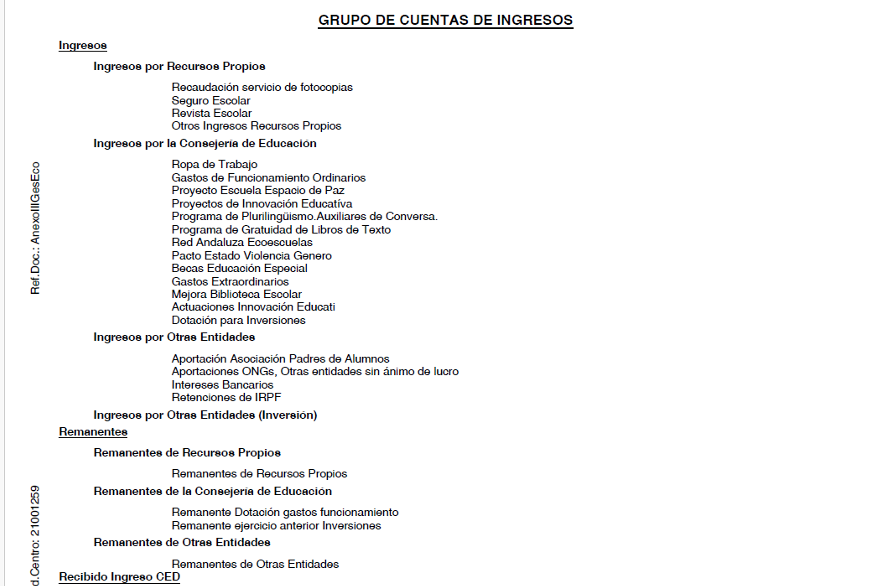 GRUPO DE CUENTAS DE INGRESOS
Ingresos
Ingresos por Recursos Propios
Recaudación servicio de fotocopias
Seguro Escolar
Revista Escolar
Otros Ingresos Recursos Propios
Ingresos por la Consejería de Educación
Ropa de Trabajo
Gastos de Funcionamiento Ordinarios
Proyecto Escuela Espacio de Paz
Proyectos de Innovación Educatíva
Programa de Plurilingüismo.Auxiliares de Conversa.
Programa de Gratuidad de Libros de Texto
Red Andaluza Ecoescuelas
Pacto Estado Violencia Genero
Becas Educación Especial
Gastos Extraordinarios
Mejora Biblioteca Escolar
Actuaciones Innovación Educati
Dotación para Inversiones
Ingresos por Otras Entidades
Aportación Asociación Padres de Alumnos
Aportaciones ONGs, Otras entidades sin ánimo de lucro
Intereses Bancarios
Retenciones de IRPF
Ingresos por Otras Entidades (Inversión)
Remanentes
Remanentes de Recursos Propios
Remanentes de Recursos Propios
Remanentes de la Consejería de Educación
Remanente Dotación gastos funcionamiento
Remanente ejercicio anterior Inversiones
Remanentes de Otras Entidades
Remanentes de Otras Entidades
Recibido Ingreso CED
Ref.Doc.: AnexoIIIGesEco
d.Centro: 21001259